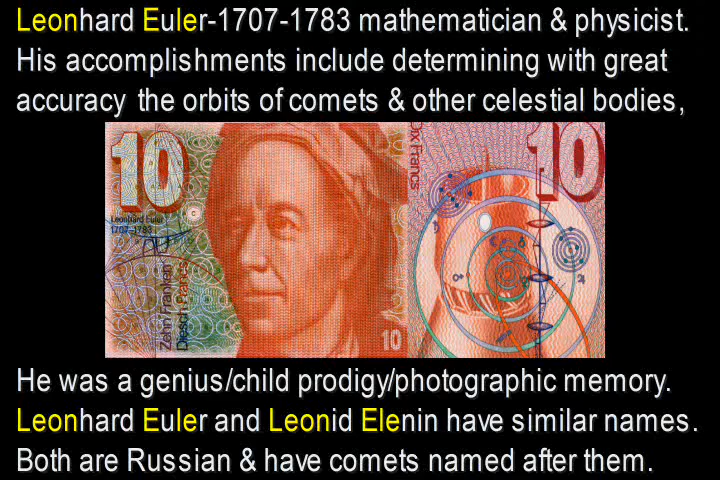 Leonhard Euler-1707-1783 mathematician & physicist.
His accomplishments include determining with great
accuracy the orbits of comets & other celestial bodies,
10
Leonhard Euler
1707-1783
Zehn Franken
Diesch Francs
10
Dix Francs
10
He was a genius/child prodigy/photographic memory.
Leonhard Euler and Leonid Elenin have similar names.
Both are Russian & have comets named after them.